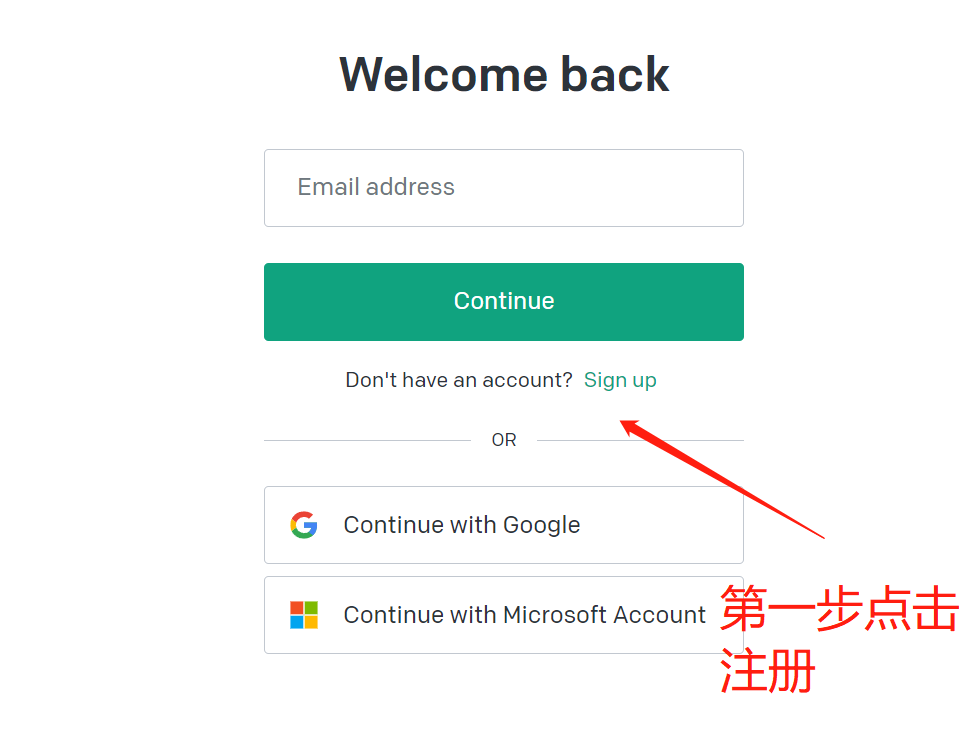 Welcome back
Email address
Continue
Don't have an account? Sign up
OR
Continue with Google
Continue with Microsoft Account
第一步点击
注册